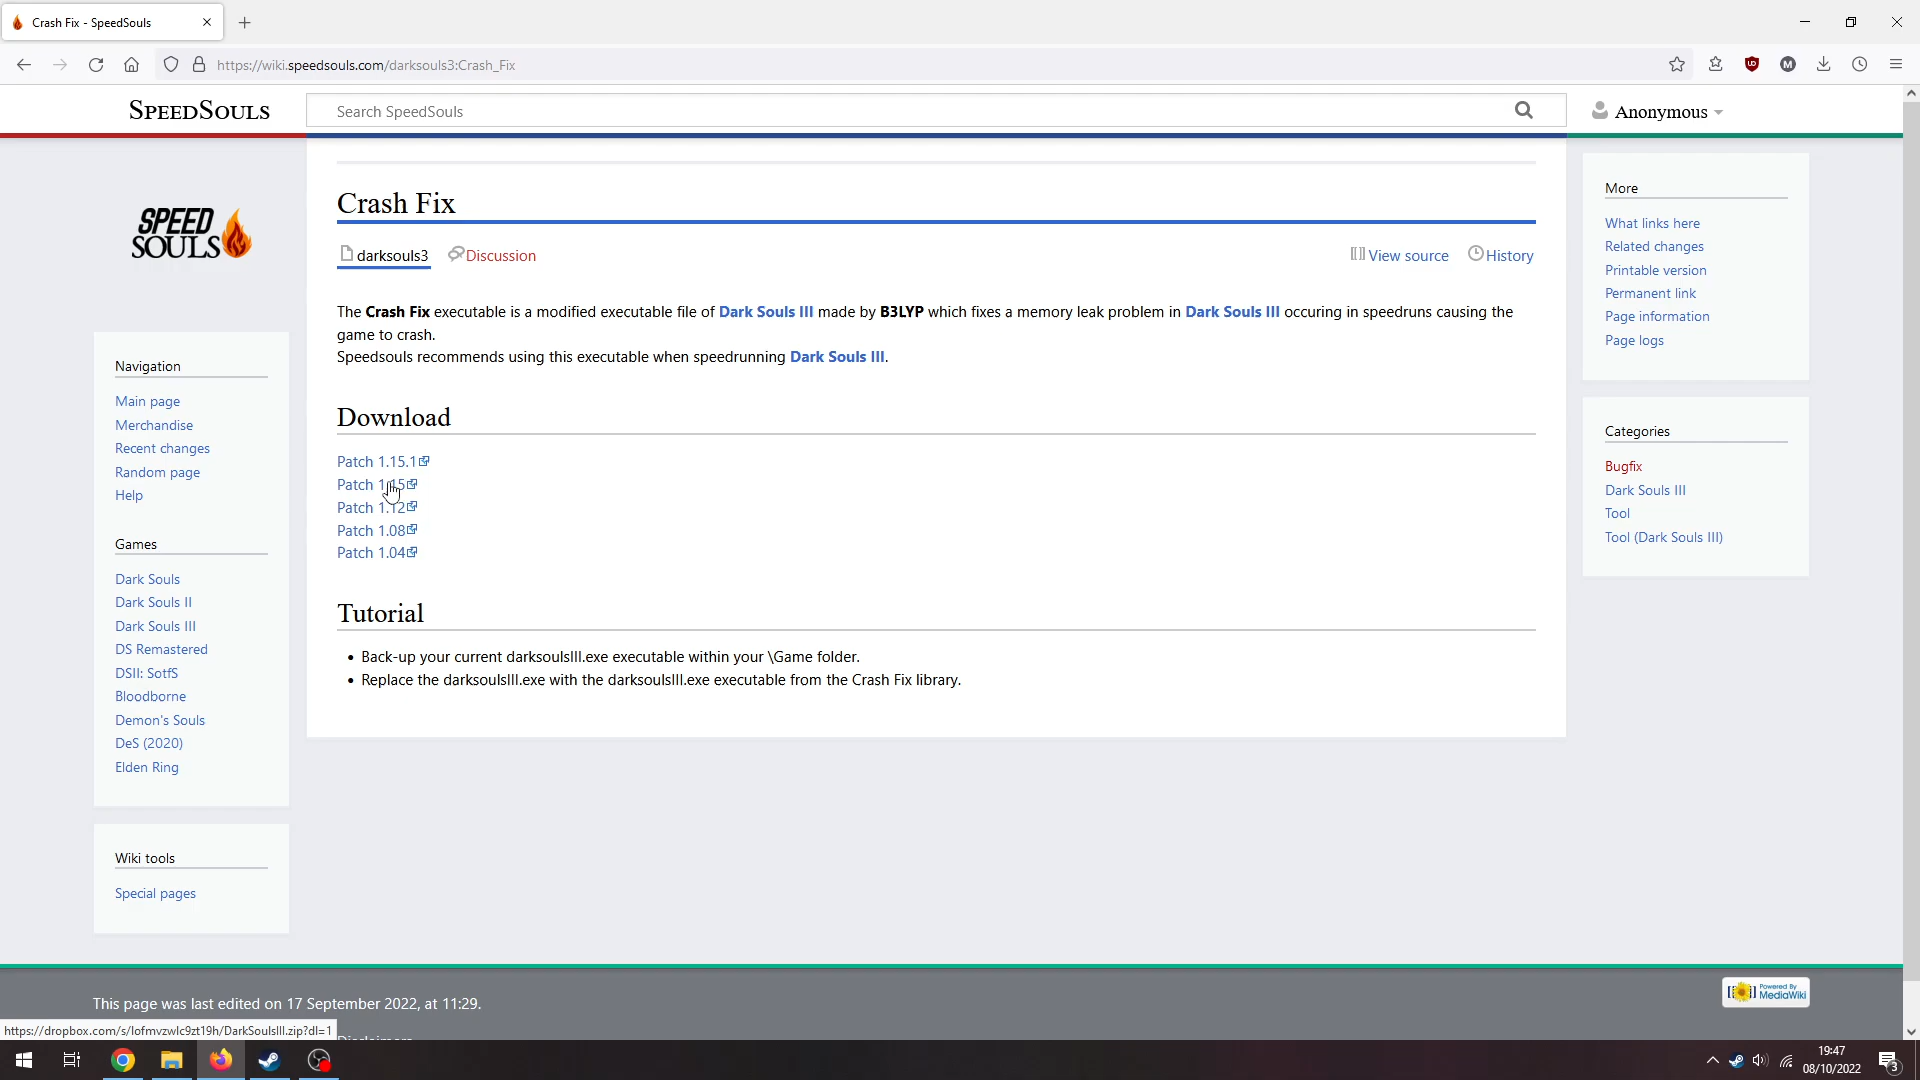 Crash Fix - SpeedSouls
https://wiki.speedsouls.com/darksouls3:Crash_Fix
SPEEDSOULS
Search SpeedSouls
Anonymous
SPEED
SOULS
Crash Fix
darksouls3
Discussion
View source
History
The Crash Fix executable is a modified executable file of Dark Souls III made by B3LYP which fixes a memory leak problem in Dark Souls III occuring in speedruns causing the
game to crash.
Speedsouls recommends using this executable when speedrunning Dark Souls III.
Download
Patch 1.15.1
Patch 1.15
Patch 1.12
Patch 1.08
Patch 1.04
Tutorial
Back-up your current darksoulsIII.exe executable within your \Game folder.
Replace the darksoulsIII.exe with the darksoulsIII.exe executable from the Crash Fix library.
Navigation
Main page
Merchandise
Recent changes
Random page
Help
Games
Dark Souls
Dark Souls II
Dark Souls III
DS Remastered
DSII: SotfS
Bloodborne
Demon's Souls
DeS (2020)
Elden Ring
Wiki tools
Special pages
More
What links here
Related changes
Printable version
Permanent link
Page information
Page logs
Categories
Bugfix
Dark Souls III
Tool
Tool (Dark Souls III)
This page was last edited on 17 September 2022, at 11:29.
Powered By
MediaWiki
https://dropbox.com/s/lofmvzwlc9zt19h/DarkSoulsIII.zip?dl=1
19:47
08/10/2022
3